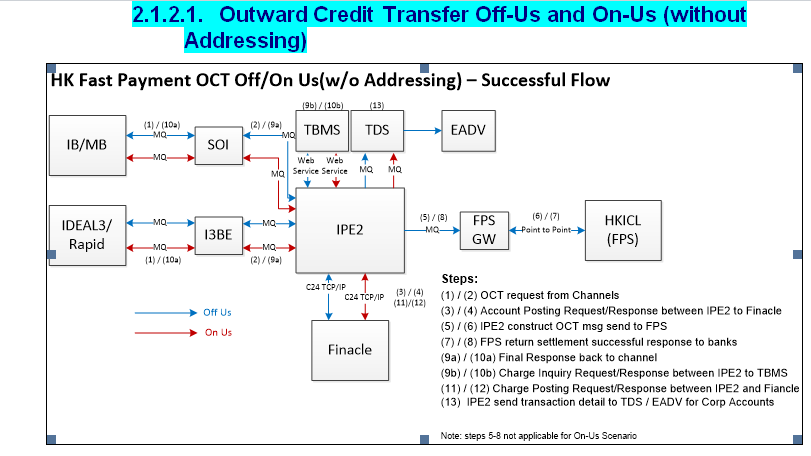 2.1.2.1. Outward Credit Transfer Off-Us and On-Us (without
Addressing)
HK Fast Payment OCT Off/On Us(w/o Addressing) – Successful Flow
(9b) / (10b)
(13)
(1) / (10a)
MQ
(2) / (9a)
MQ
IB/MB
SOI
TBMS
TDS
EADV
MQ
Web
Service
Web
Service
MQ
MQ
MQ
IDEAL3/
Rapid
MQ
MQ
(1) / (10a)
I3BE
MQ
MQ
(2) / (9a)
IPE2
(5) / (8)
MQ
FPS
GW
(6) / (7)
Point to Point
HKICL
(FPS)
C24 TCP/IP
C24 TCP/IP
(3) / (4)
(11)/(12)
Off Us
On Us
Finacle
Steps:
(1) / (2) OCT request from Channels
(3) / (4) Account Posting Request/Response between IPE2 to Finacle
(5) / (6) IPE2 construct OCT msg send to FPS
(7) / (8) FPS return settlement successful response to banks
(9a) / (10a) Final Response back to channel
(9b) / (10b) Charge Inquiry Request/Response between IPE2 to TBMS
(11) / (12) Charge Posting Request/Response between IPE2 and Fiancle
(13) IPE2 send transaction detail to TDS / EADV for Corp Accounts
Note: steps 5-8 not applicable for On-Us Scenario